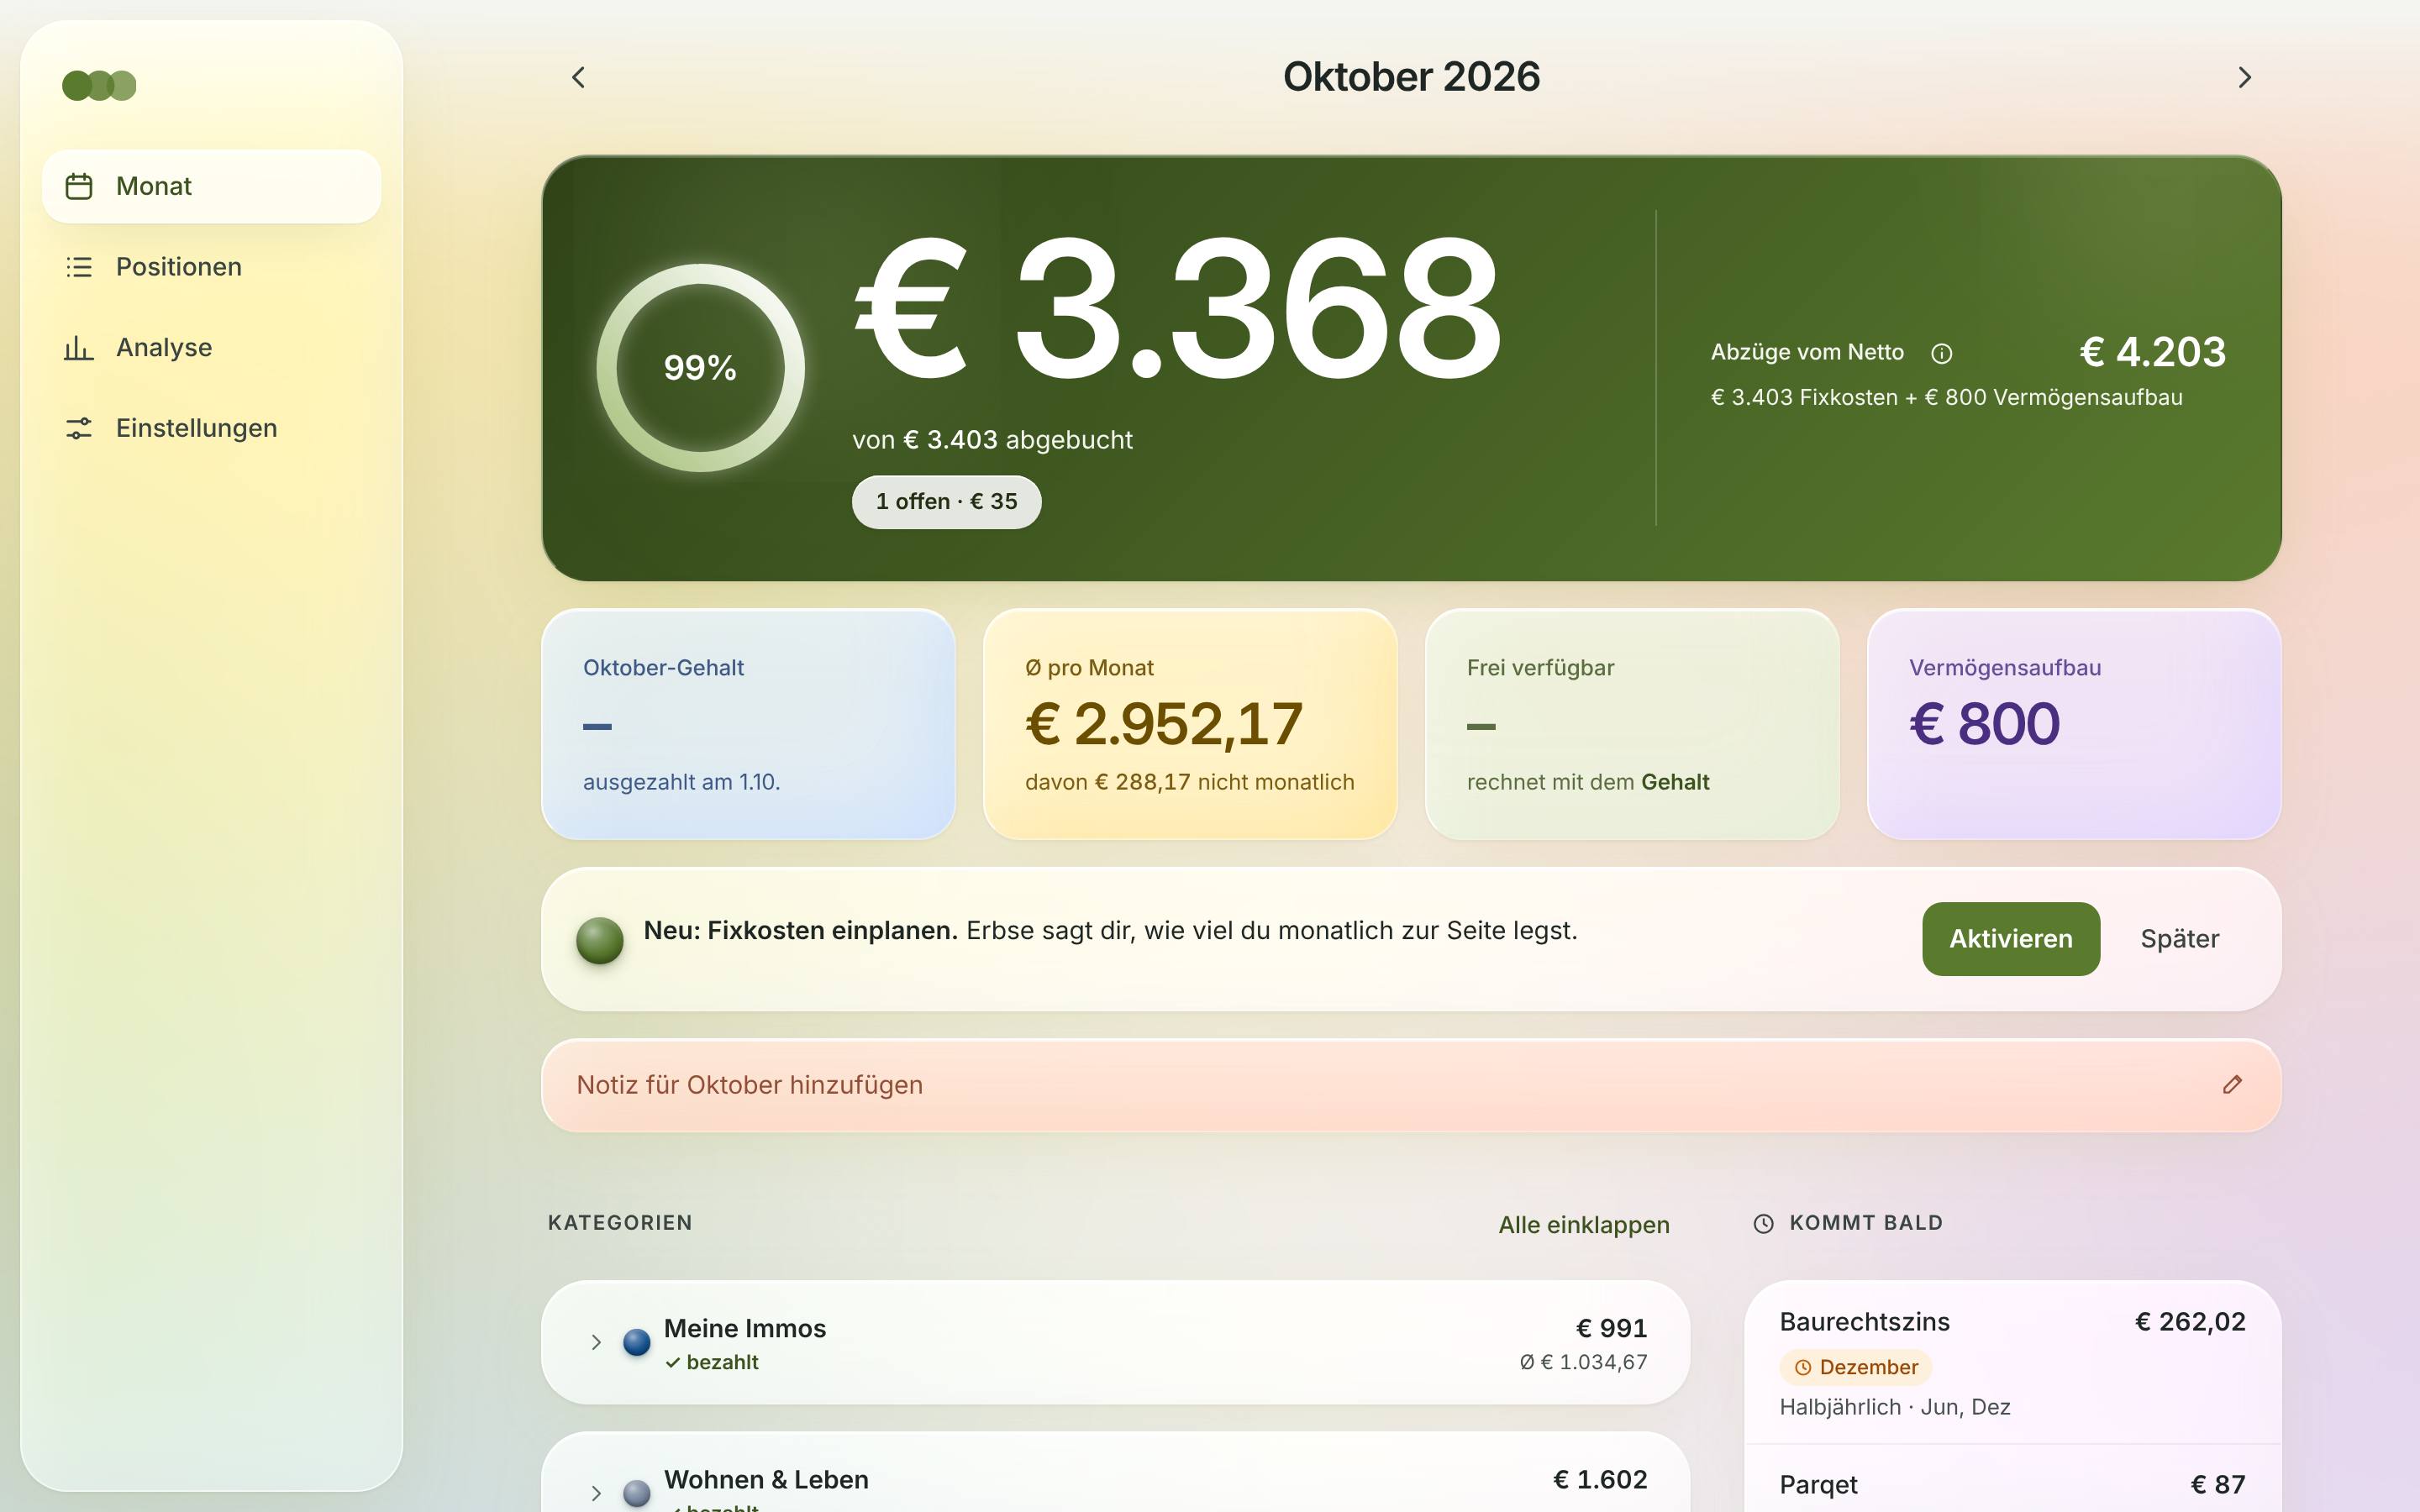 Monat
Positionen
Analyse
Einstellungen
Oktober 2026
99%
€ 3.368
von € 3.403 abgebucht
1 offen · € 35
Abzüge vom Netto
€ 4.203
€ 3.403 Fixkosten + € 800 Vermögensaufbau
Oktober-Gehalt
–
ausgezahlt am 1.10.
Ø pro Monat
€ 2.952,17
davon € 288,17 nicht monatlich
Frei verfügbar
–
rechnet mit dem Gehalt
Vermögensaufbau
€ 800
Neu: Fixkosten einplanen. Erbse sagt dir, wie viel du monatlich zur Seite legst.
Aktivieren
Später
Notiz für Oktober hinzufügen
KATEGORIEN
Alle einklappen
Meine Immos
€ 991
✓ bezahlt
Ø € 1.034,67
Wohnen & Leben
€ 1.602
✓ bezahlt
KOMMT BALD
Baurechtszins
€ 262,02
Dezember
Halbjährlich · Jun, Dez
Parqet
€ 87